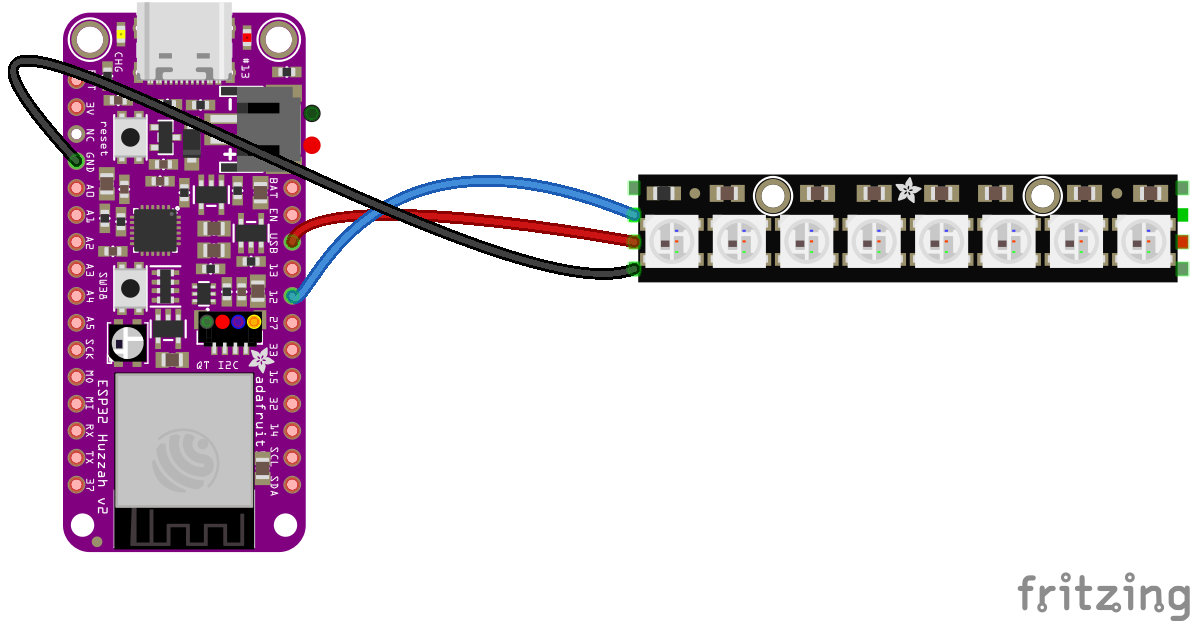 CHG
#13
3V
NC
GND
A0
A1
A2
A3
A4
A5
SCK
MO
MI
RX
TX
37
reset
SW38
BAT
EN
USB
13
12
27
33
15
32
14
SCL
SDA
QT I2C
adafruit
ESP32 Huzzah v2
fritzing